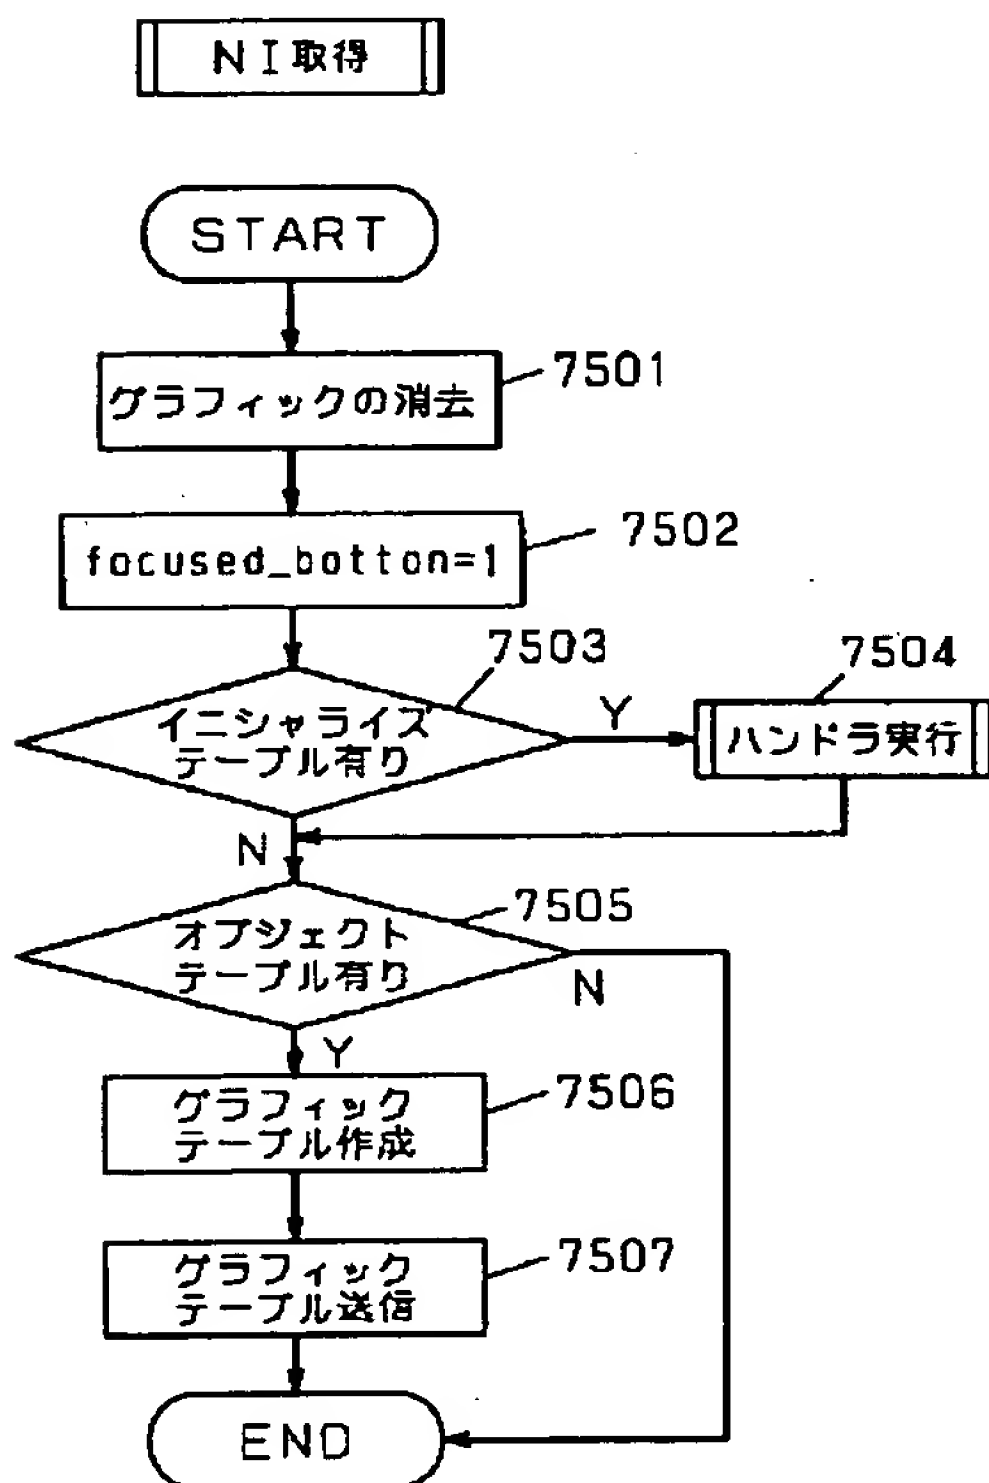 NI取得
START
7501
グラフィックの消去
7502
focused_botton=1
7503
イニシャライズ
テーブル有り
Y
7504
ハンドラ実行
N
7505
オブジェクト
テーブル有り
N
Y
7506
グラフィック
テーブル作成
7507
グラフィック
テーブル送信
END